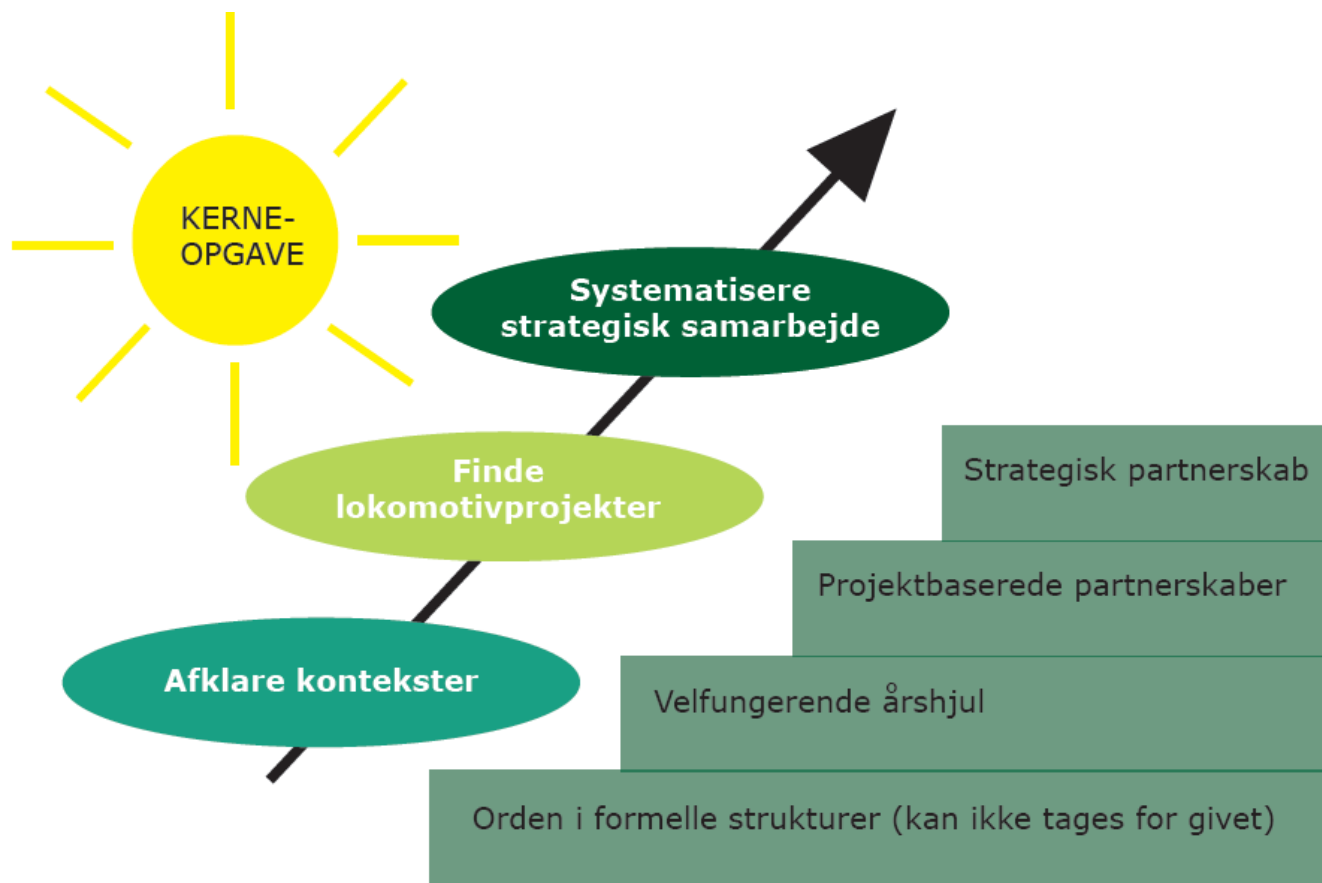 KERNE-
OPGAVE
Systematisere
strategisk samarbejde
Finde
lokomotivprojekter
Afklare kontekster
Strategisk partnerskab
Projektbaserede partnerskaber
Velfungerende årshjul
Orden i formelle strukturer (kan ikke tages for givet)